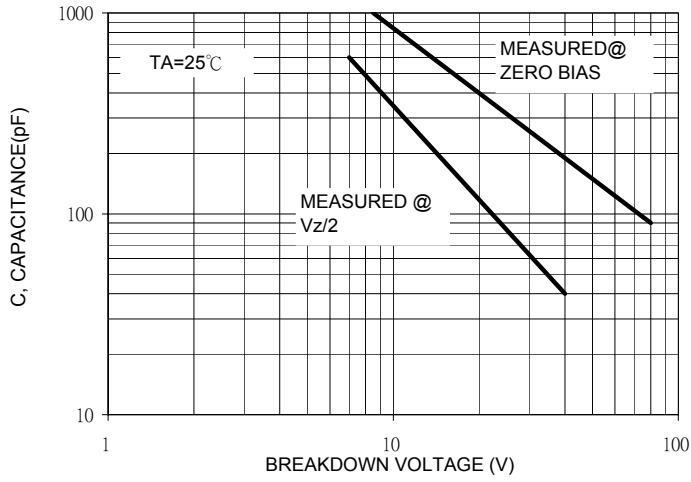 1000
MEASURED@
ZERO BIAS
TA=25℃
C, CAPACITANCE(pF)
MEASURED @
Vz/2
100
10
1
10
100
BREAKDOWN VOLTAGE (V)